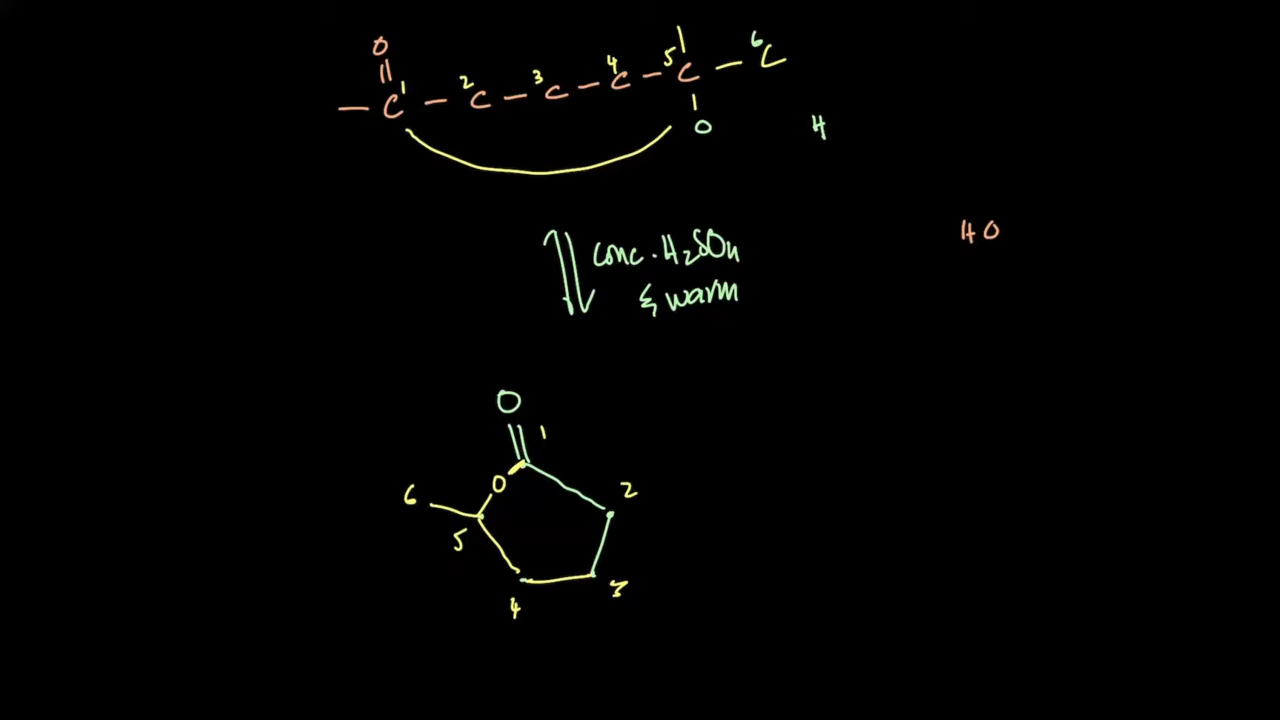 O
— C 1 — C 2 — C 3 — C 4 — C 5 — C 6
O
H
HO
conc. H2SO4
& warm
O
1
O
6
2
5
3
4